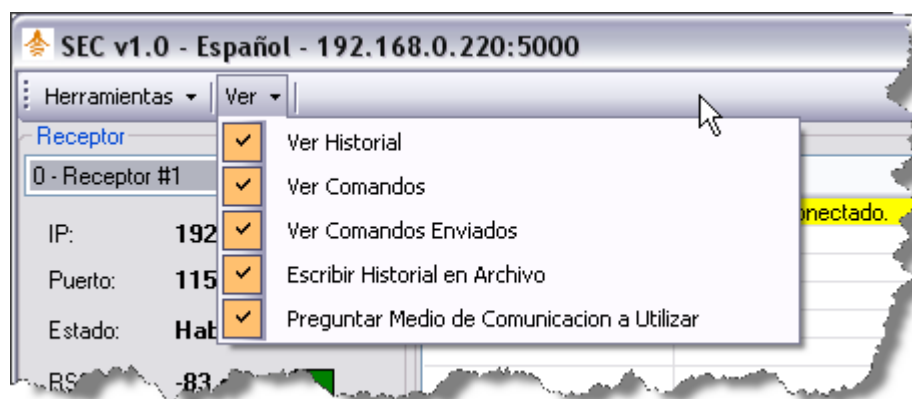 SEC v1.0 - Español - 192.168.0.220:5000
Herramientas Ver
Receptor
0 - Receptor #1
Ver Historial
Ver Comandos
Ver Comandos Enviados
Escribir Historial en Archivo
Preguntar Medio de Comunicacion a Utilizar
IP: 192
Puerto: 115
Estado: Hab
RS
-83
onectado.